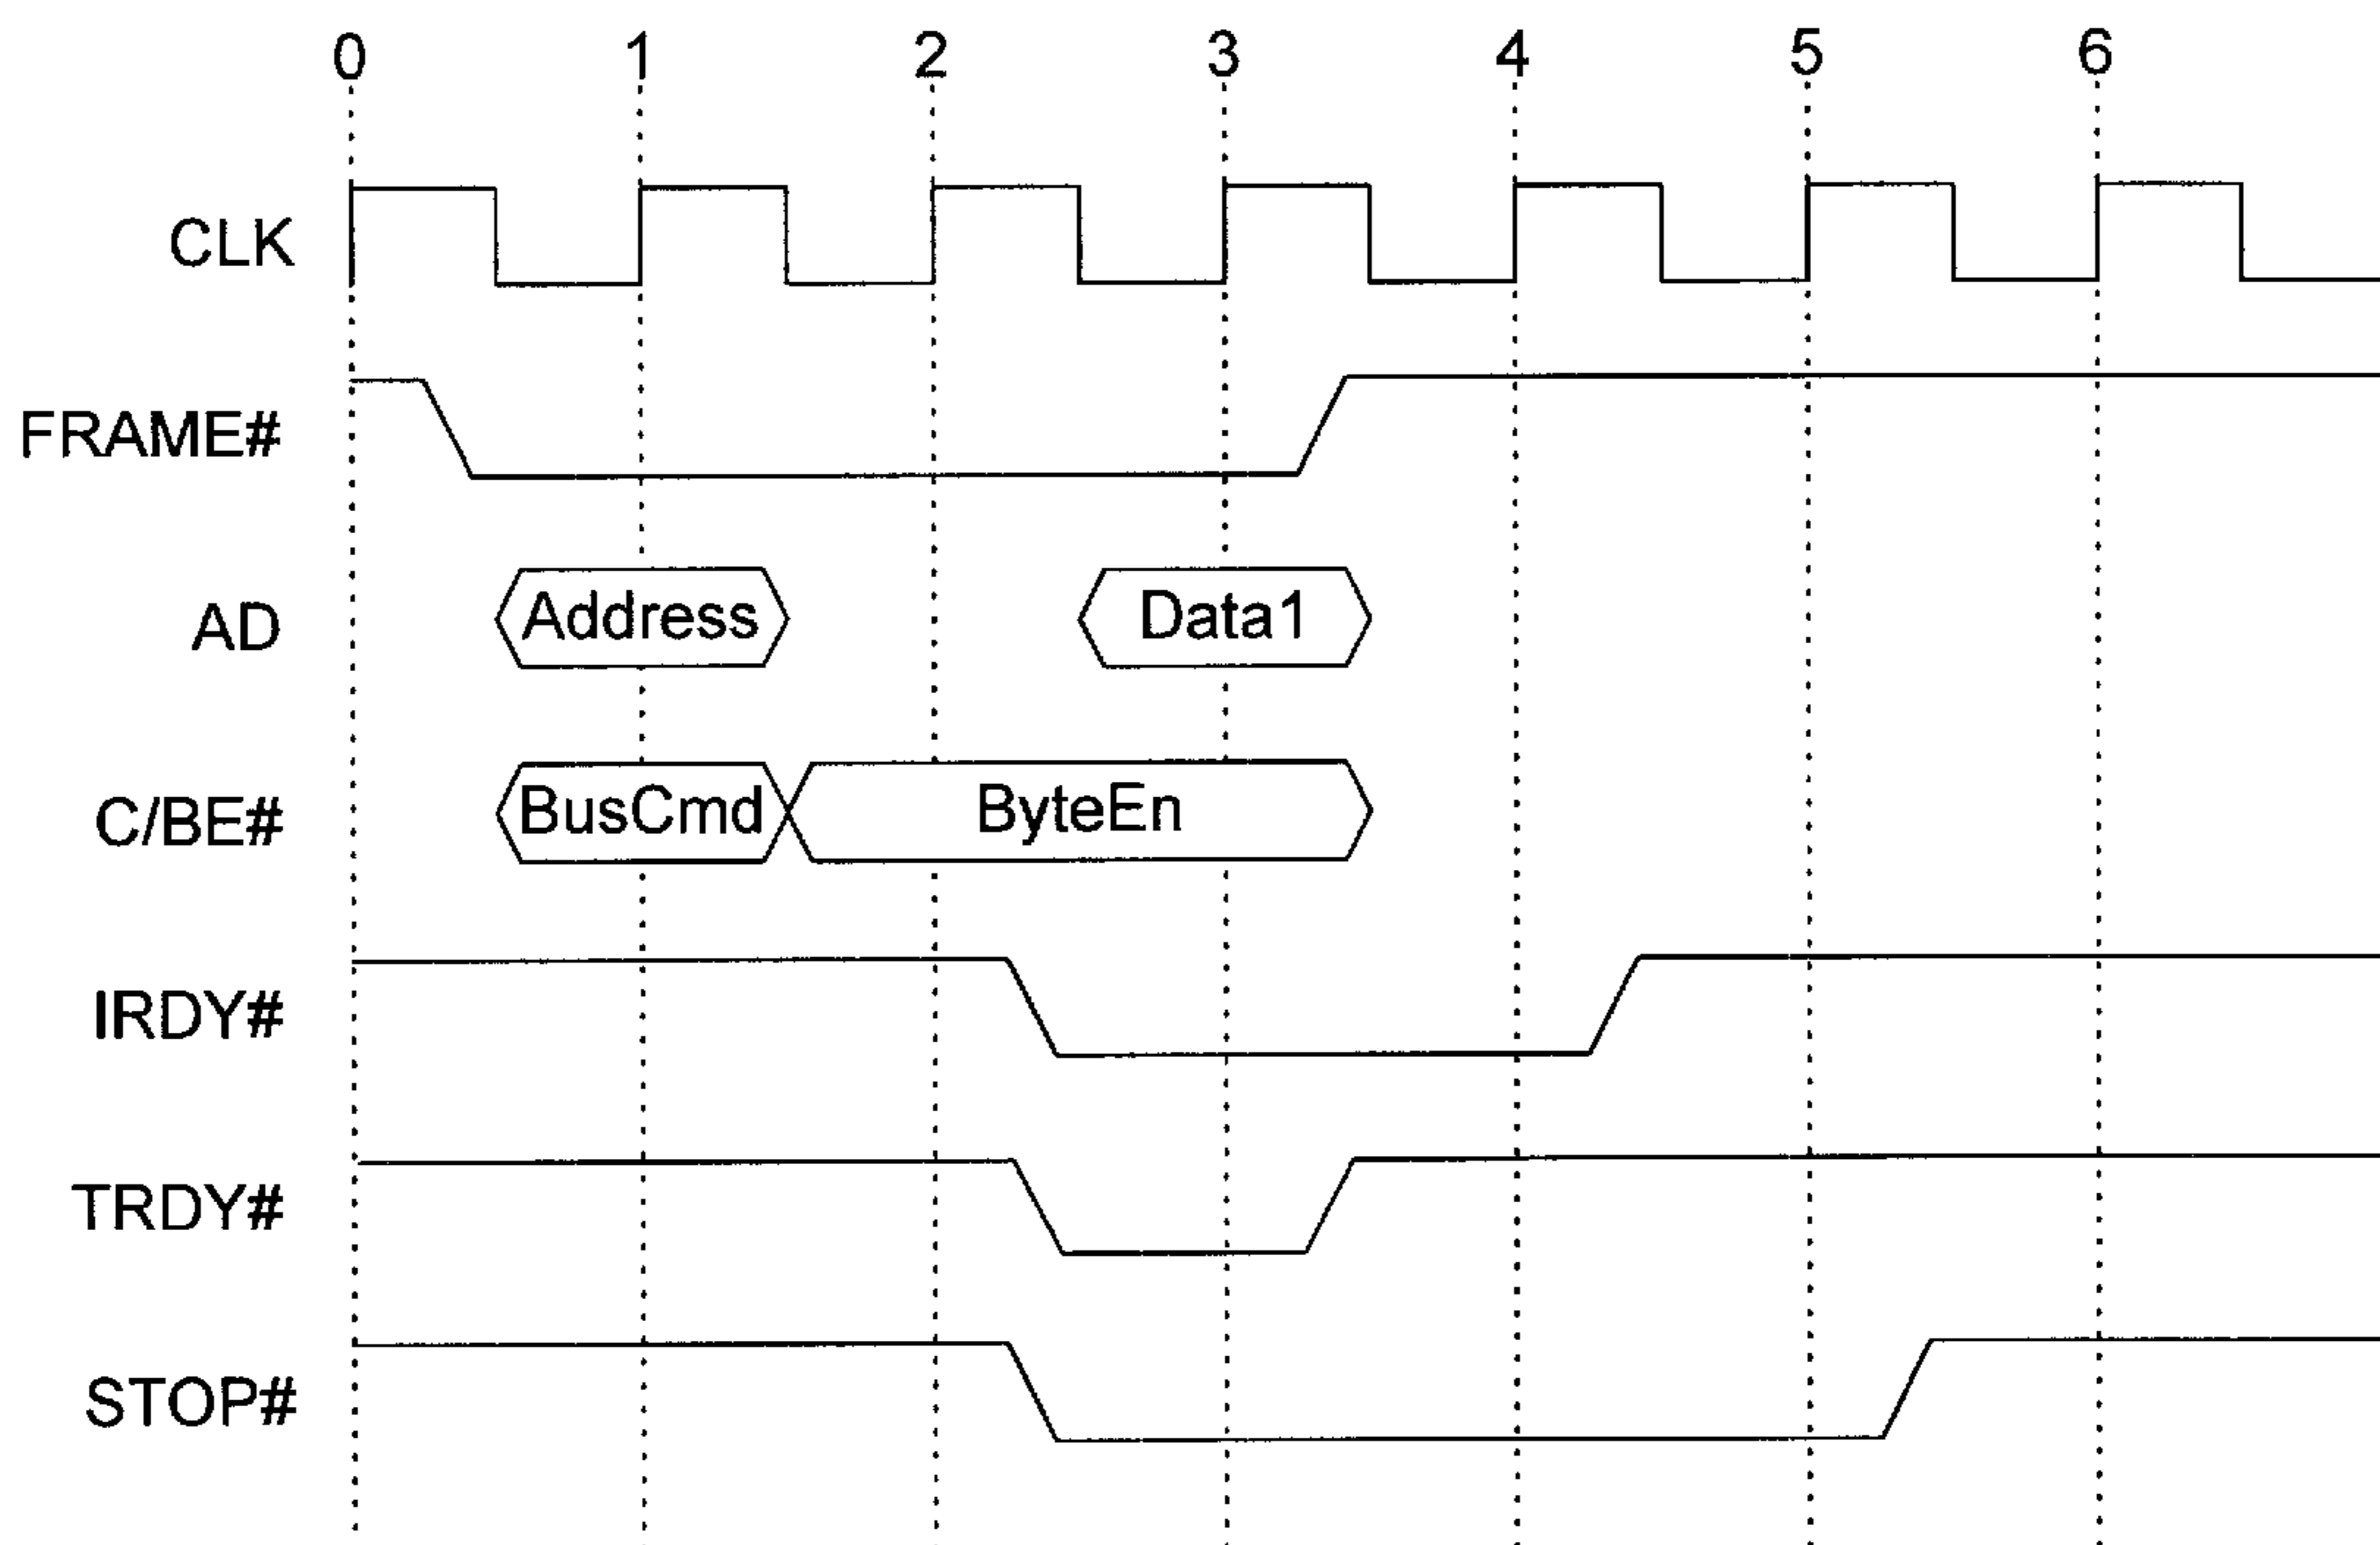 0 1 2 3 4 5 6
CLK
FRAME#
AD Address Data1
C/BE# BusCmd ByteEn
IRDY#
TRDY#
STOP#